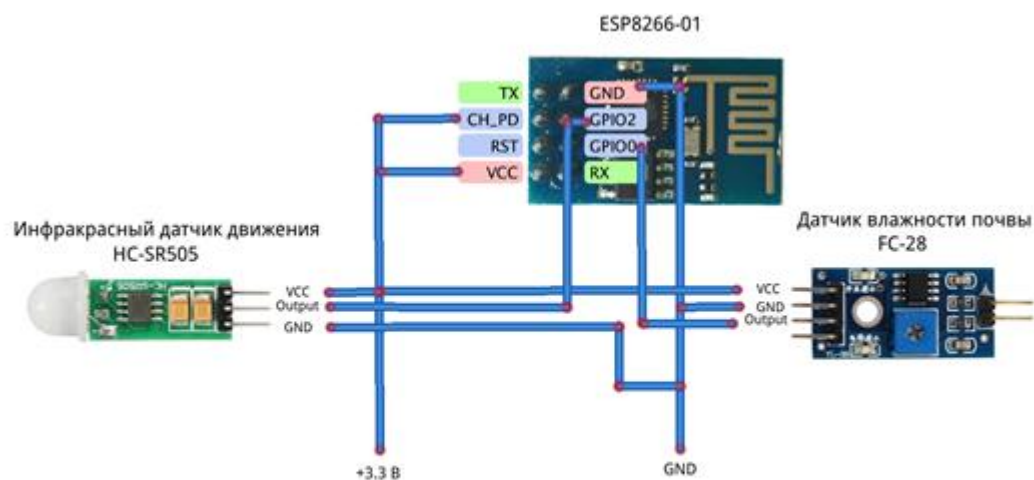 ESP8266-01
TX
GND
CH_PD
GPIO2
RST
GPIO0
VCC
RX
Инфракрасный датчик движения
HC-SR505
Датчик влажности почвы
FC-28
VCC
Output
GND
VCC
GND
Output
+3.3 В
GND